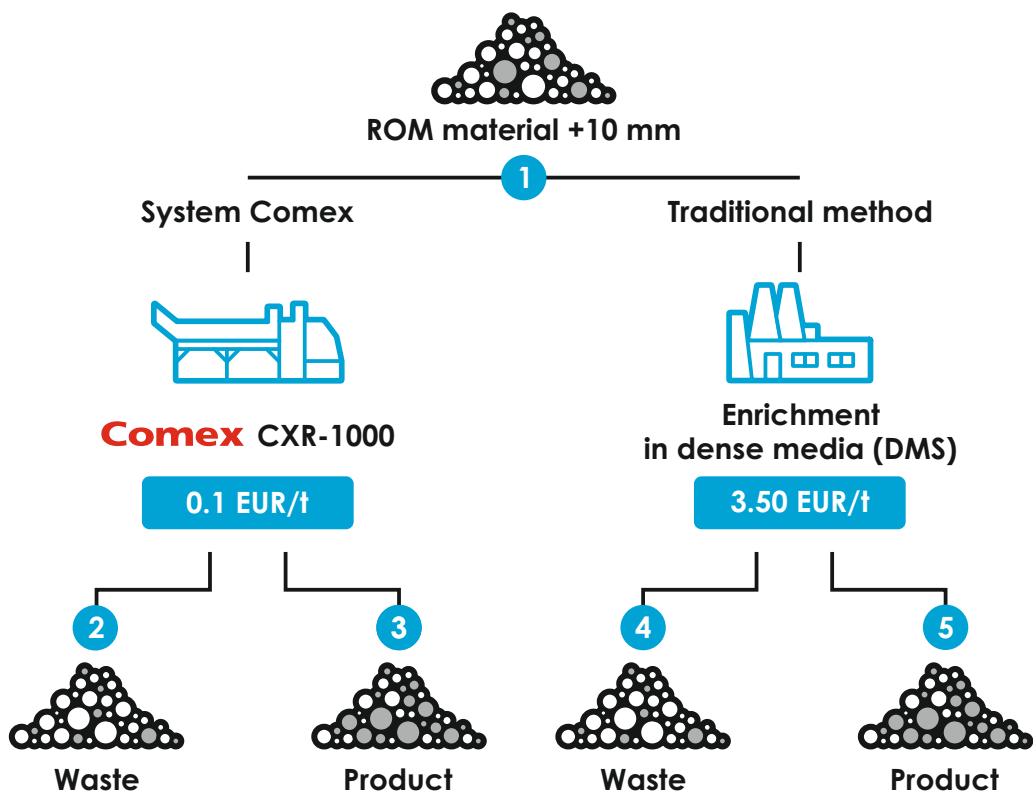 ROM material +10 mm
1
System Comex
Traditional method
Comex CXR-1000
Enrichment
in dense media (DMS)
0.1 EUR/t
3.50 EUR/t
2
3
4
5
Waste
Product
Waste
Product